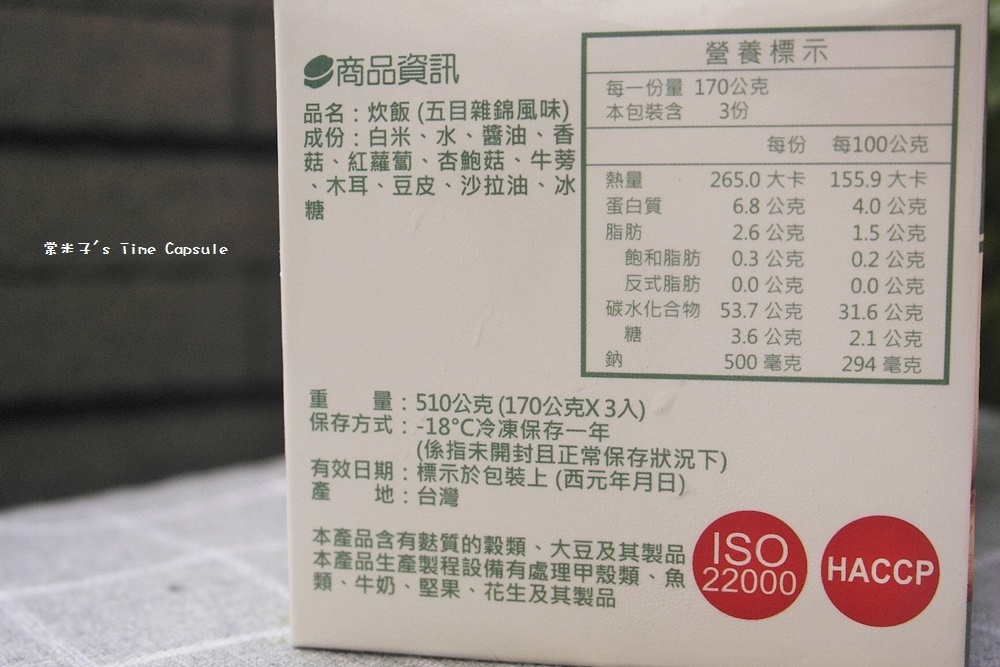 商品資訊
品名：炊飯 (五目雜錦風味)
成份：白米、水、醬油、香
菇、紅蘿蔔、杏鮑菇、牛蒡
、木耳、豆皮、沙拉油、冰
糖
營養標示
每一份量 170公克
本包裝含 3份
每份 每100公克
熱量 265.0 大卡 155.9 大卡
蛋白質 6.8 公克 4.0 公克
脂肪 2.6 公克 1.5 公克
飽和脂肪 0.3 公克 0.2 公克
反式脂肪 0.0 公克 0.0 公克
碳水化合物 53.7 公克 31.6 公克
糖 3.6 公克 2.1 公克
鈉 500 毫克 294 毫克
重 量：510公克 (170公克X 3入)
保存方式：-18°C冷凍保存一年
(係指未開封且正常保存狀況下)
有效日期：標示於包裝上 (西元年月日)
產 地：台灣
本產品含有麩質的穀類、大豆及其製品
本產品生產製程設備有處理甲殼類、魚
類、牛奶、堅果、花生及其製品
ISO
22000
HACCP
棠米子's Time Capsule